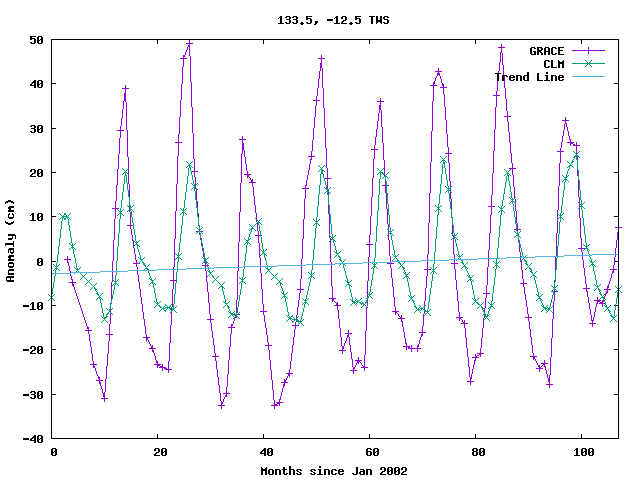 133.5, -12.5 TWS
GRACE
CLM
Trend Line
50
40
30
20
10
0
-10
-20
-30
-40
Anomaly (cm)
0 20 40 60 80 100
Months since Jan 2002